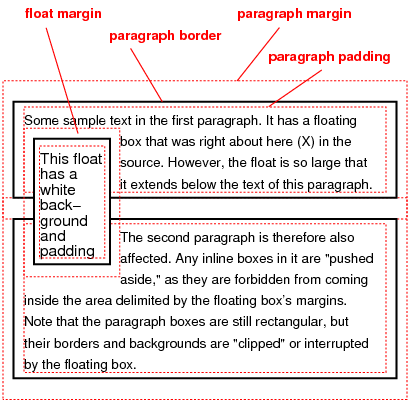 float margin
paragraph margin
paragraph border
paragraph padding
Some sample text in the first paragraph. It has a floating
box that was right about here (X) in the
source. However, the float is so large that
it extends below the text of this paragraph.
This float
has a
white
back–
ground
and
padding
The second paragraph is therefore also
affected. Any inline boxes in it are "pushed
aside," as they are forbidden from coming
inside the area delimited by the floating box's margins.
Note that the paragraph boxes are still rectangular, but
their borders and backgrounds are "clipped" or interrupted
by the floating box.